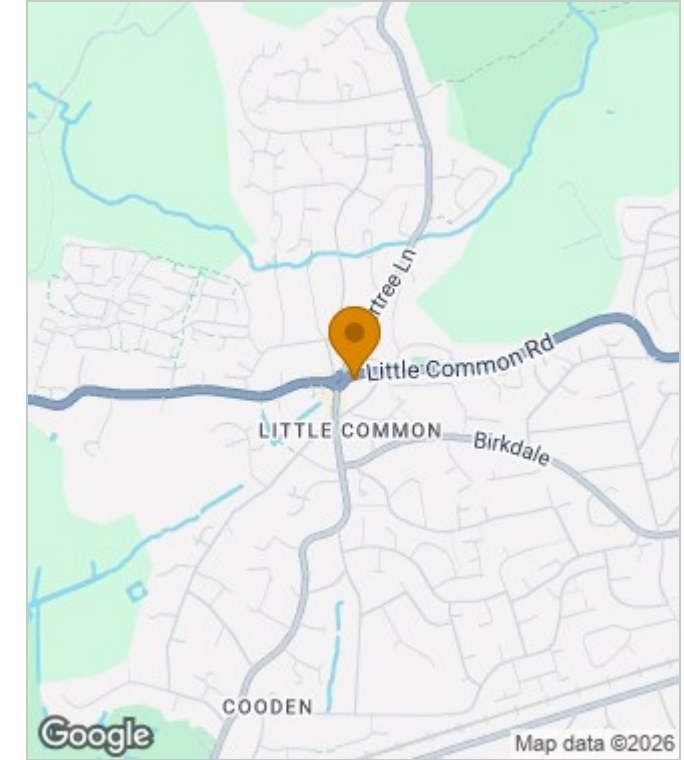 rtree Ln
Little Common Rd
LITTLE COMMON
Birkdale
COODEN
Google
Map data ©2026